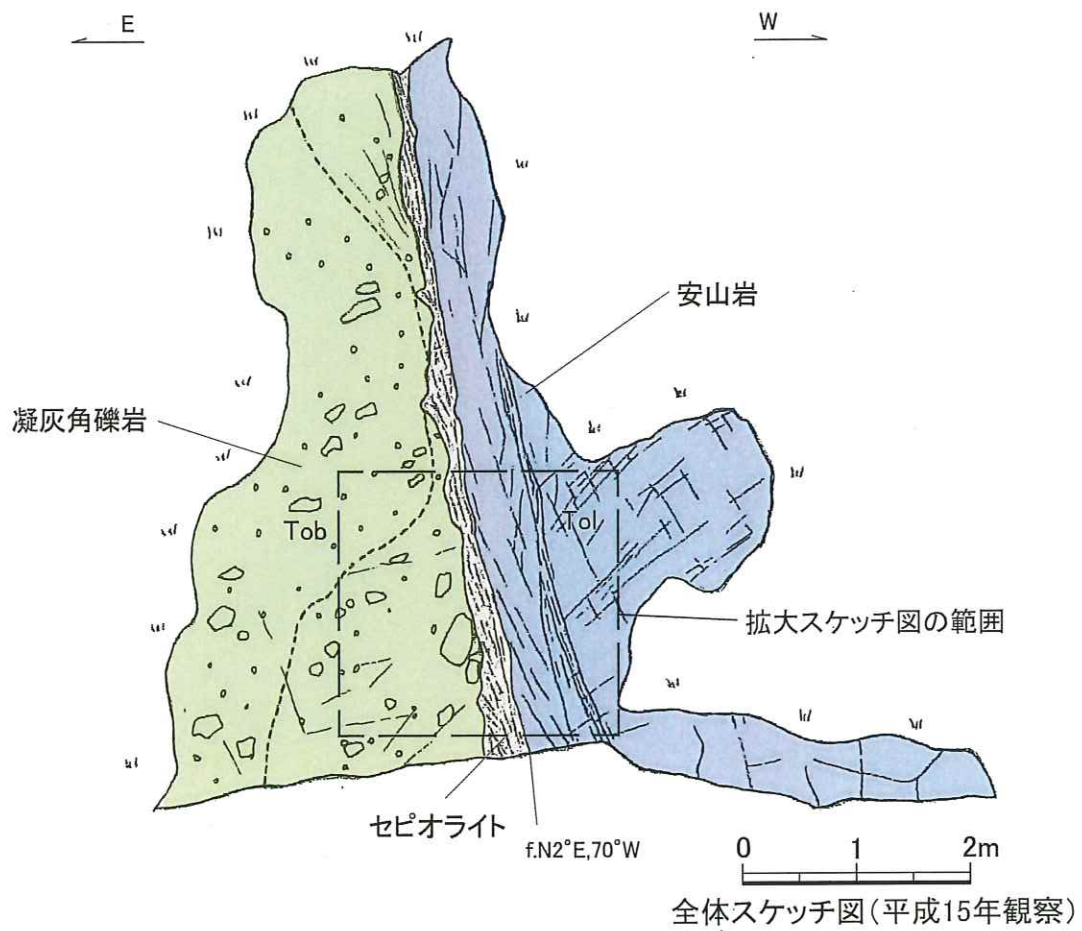 E
W
安山岩
凝灰角礫岩
Tob
Tol
拡大スケッチ図の範囲
セピオライト
f.N2°E,70°W
0 1 2m
全体スケッチ図(平成15年観察)